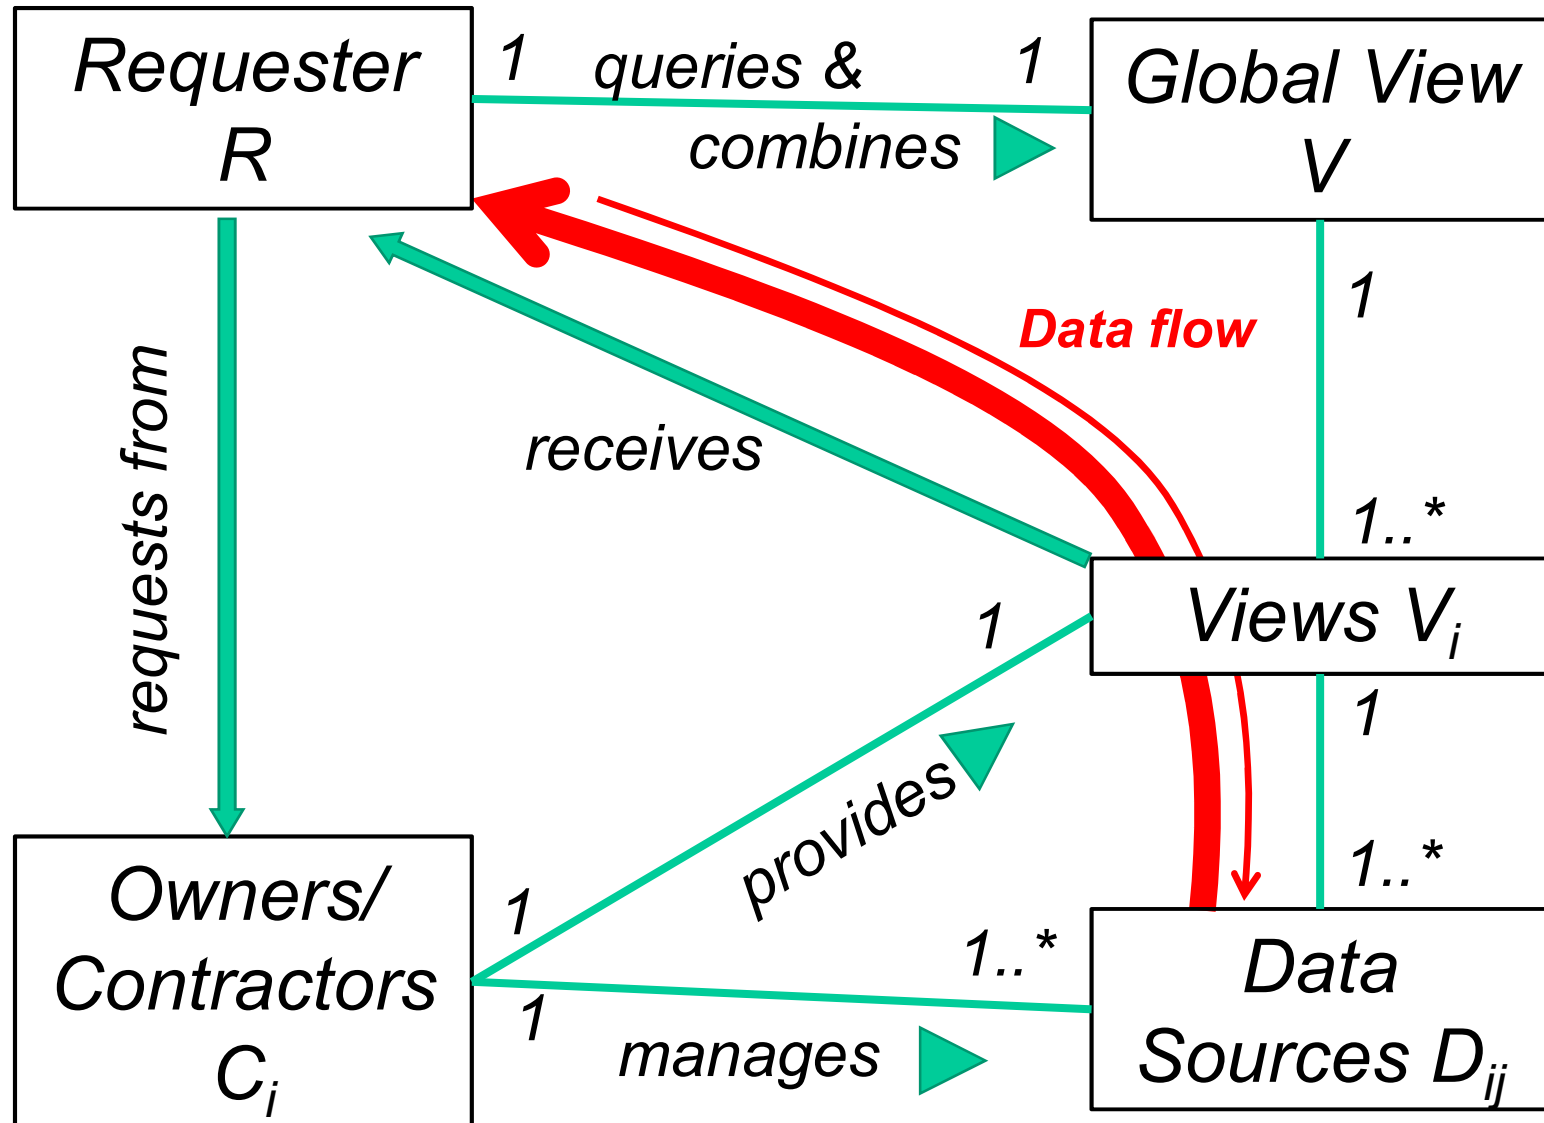 Requester
R
1
queries &
combines
1
Global View
V
1
Data flow
receives
requests from
1..*
Views Vᵢ
1
1
provides
1..*
Owners/
Contractors
Cᵢ
1
1
manages
1..*
Data
Sources Dᵢⱼ